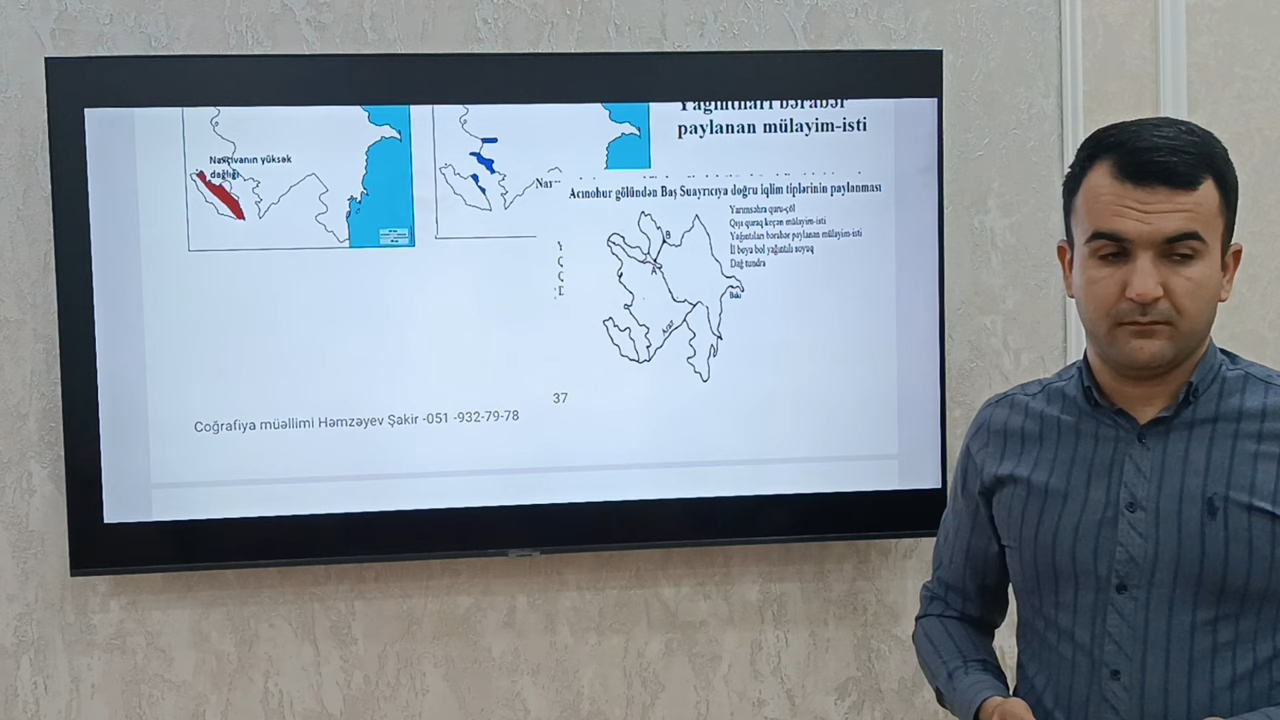 Naxçıvanın yüksək
dağlığı
Yağıntıları bərabər
paylanan mülayim-isti
Nax
Acınohur gölündən Baş Suayrıcıya doğru iqlim tiplərinin paylanması
Yarımsəhra quru-çöl
Qışı quraq keçən mülayim-isti
Yağıntıları bərabər paylanan mülayim-isti
İl boyu bol yağıntılı soyuq
Dağ tundra
B
A
Bakı
Araz
37
Coğrafiya müəllimi Həmzəyev Şakir -051 -932-79-78